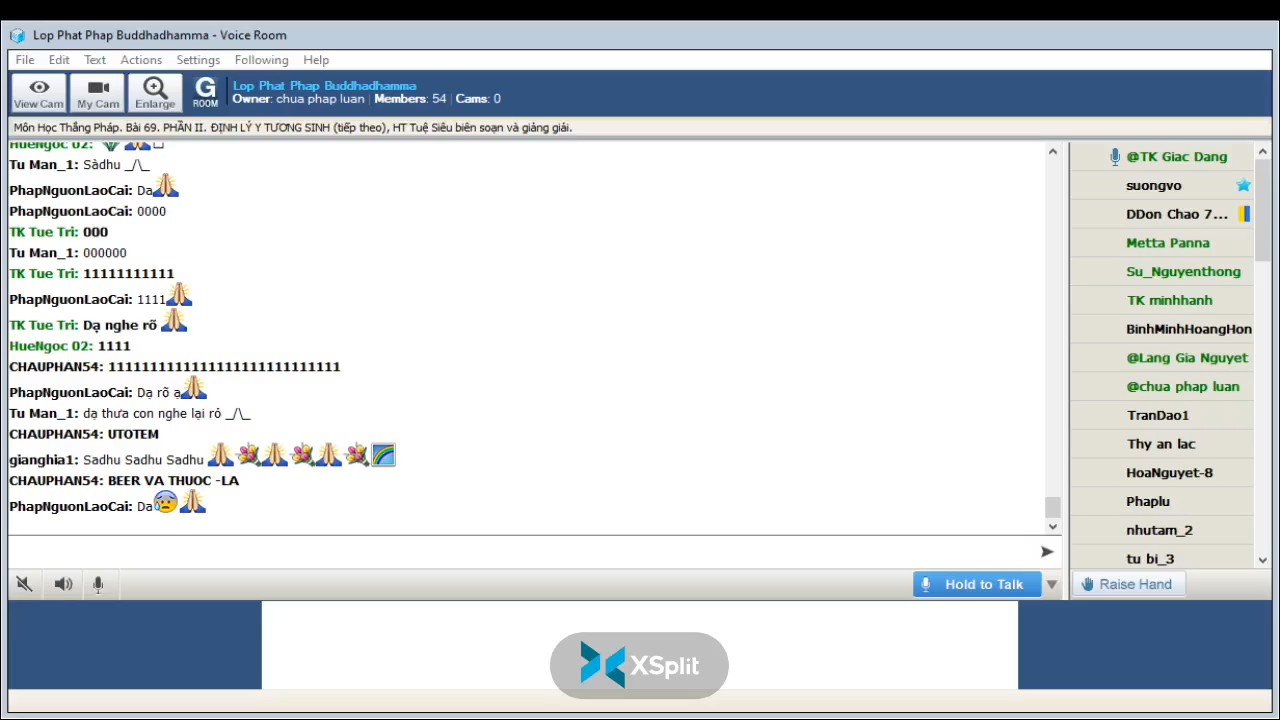 Lop Phat Phap Buddhadhamma - Voice Room
File Edit Text Actions Settings Following Help
View Cam My Cam Enlarge G ROOM
Lop Phat Phap Buddhadhamma
Owner: chua phap luan | Members: 54 | Cams: 0
Môn Học Thắng Pháp. Bài 69. PHẦN II. ĐỊNH LÝ Y TƯƠNG SINH (tiếp theo), HT Tuệ Siêu biên soạn và giảng giải.
HueNgoc 02:
Tu Man_1: Sàdhu _/\_
PhapNguonLaoCai: Da
PhapNguonLaoCai: 0000
TK Tue Tri: 000
Tu Man_1: 000000
TK Tue Tri: 11111111111
PhapNguonLaoCai: 1111
TK Tue Tri: Dạ nghe rõ
HueNgoc 02: 1111
CHAUPHAN54: 1111111111111111111111111111
PhapNguonLaoCai: Dạ rõ ạ
Tu Man_1: dạ thưa con nghe lại rỏ _/\_
CHAUPHAN54: UTOTEM
gianghia1: Sadhu Sadhu Sadhu
CHAUPHAN54: BEER VA THUOC -LA
PhapNguonLaoCai: Da
@TK Giac Dang
suongvo
DDon Chao 7...
Metta Panna
Su_Nguyenthong
TK minhhanh
BinhMinhHoangHon
@Lang Gia Nguyet
@chua phap luan
TranDao1
Thy an lac
HoaNguyet-8
Phaplu
nhutam_2
tu bi_3
Hold to Talk
Raise Hand
XSplit